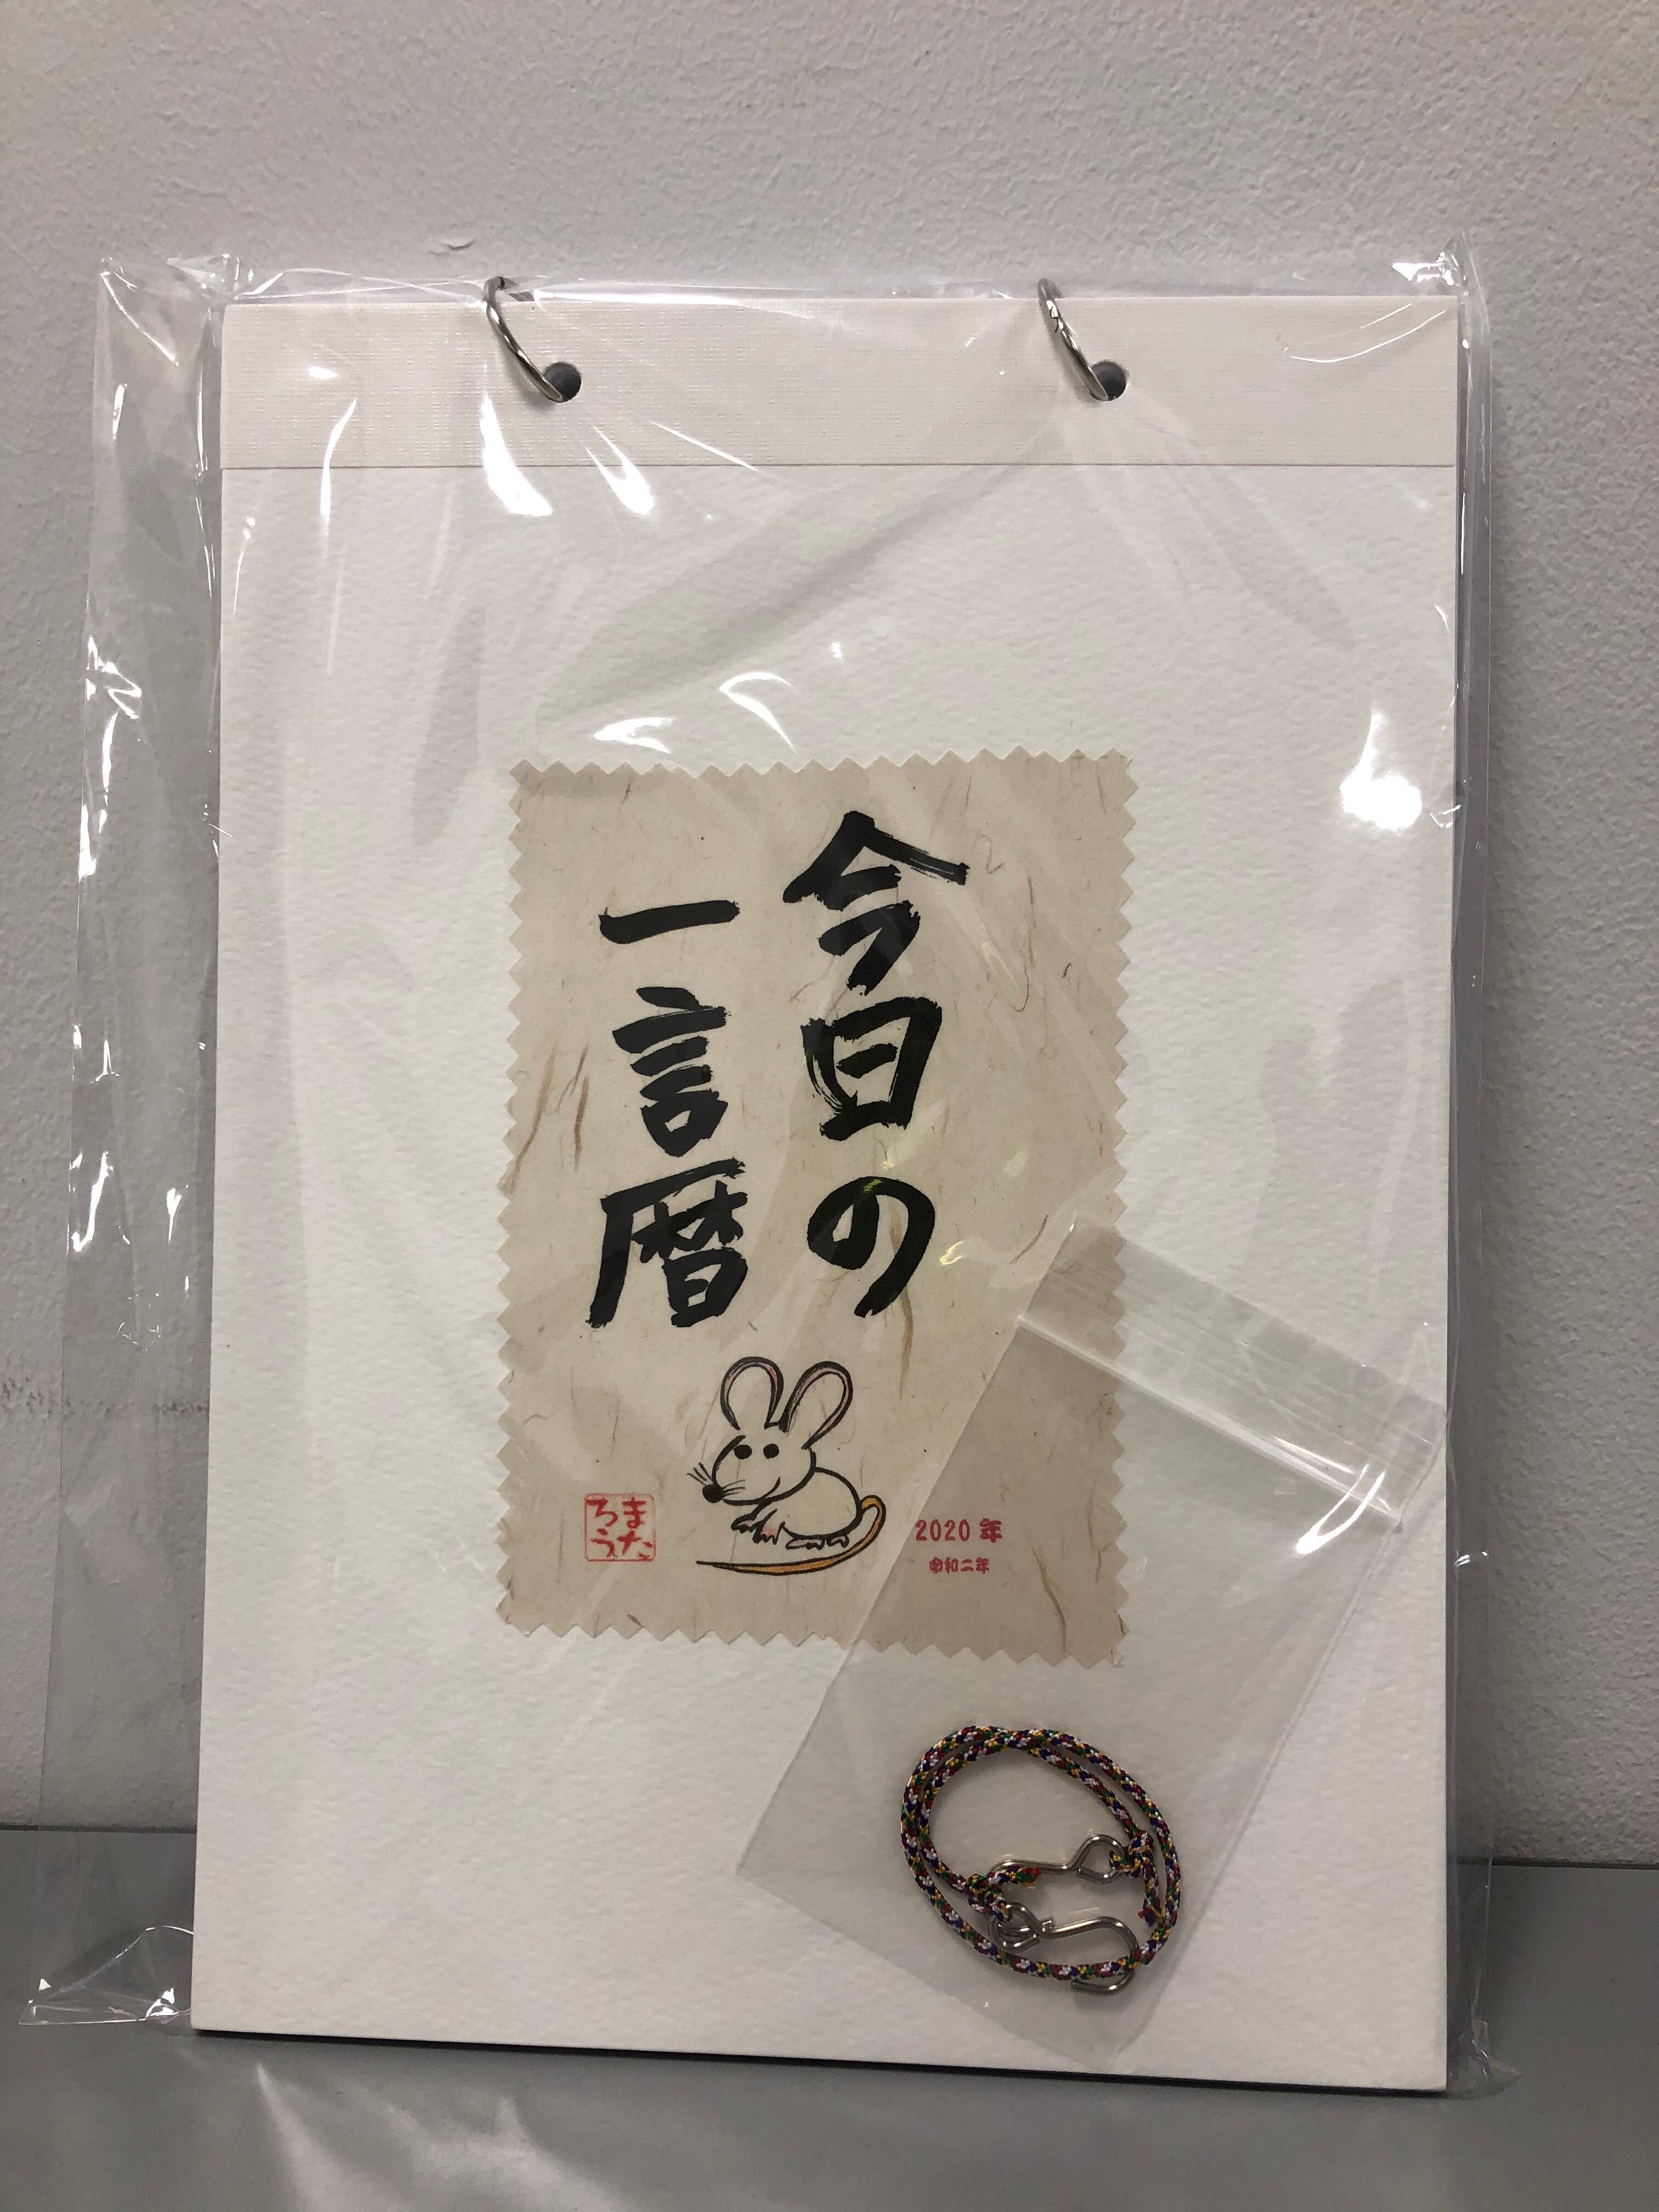 今日の
一言暦
またろう
2020年
令和二年